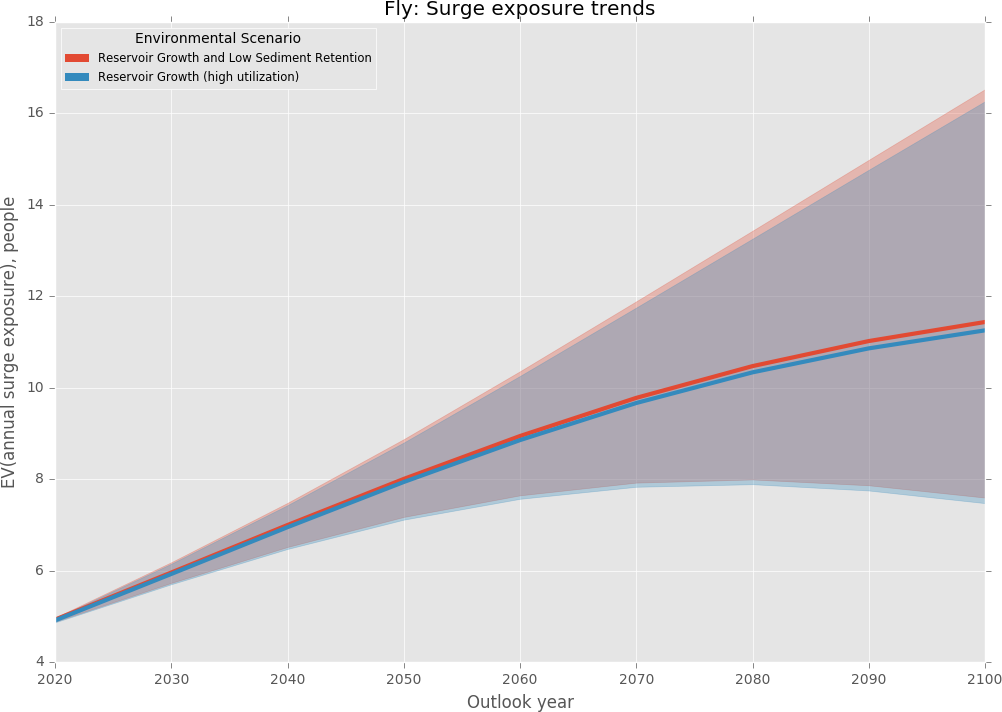 Fly: Surge exposure trends
Environmental Scenario
Reservoir Growth and Low Sediment Retention
Reservoir Growth (high utilization)
EV(annual surge exposure), people
18
16
14
12
10
8
6
4
2020 2030 2040 2050 2060 2070 2080 2090 2100
Outlook year